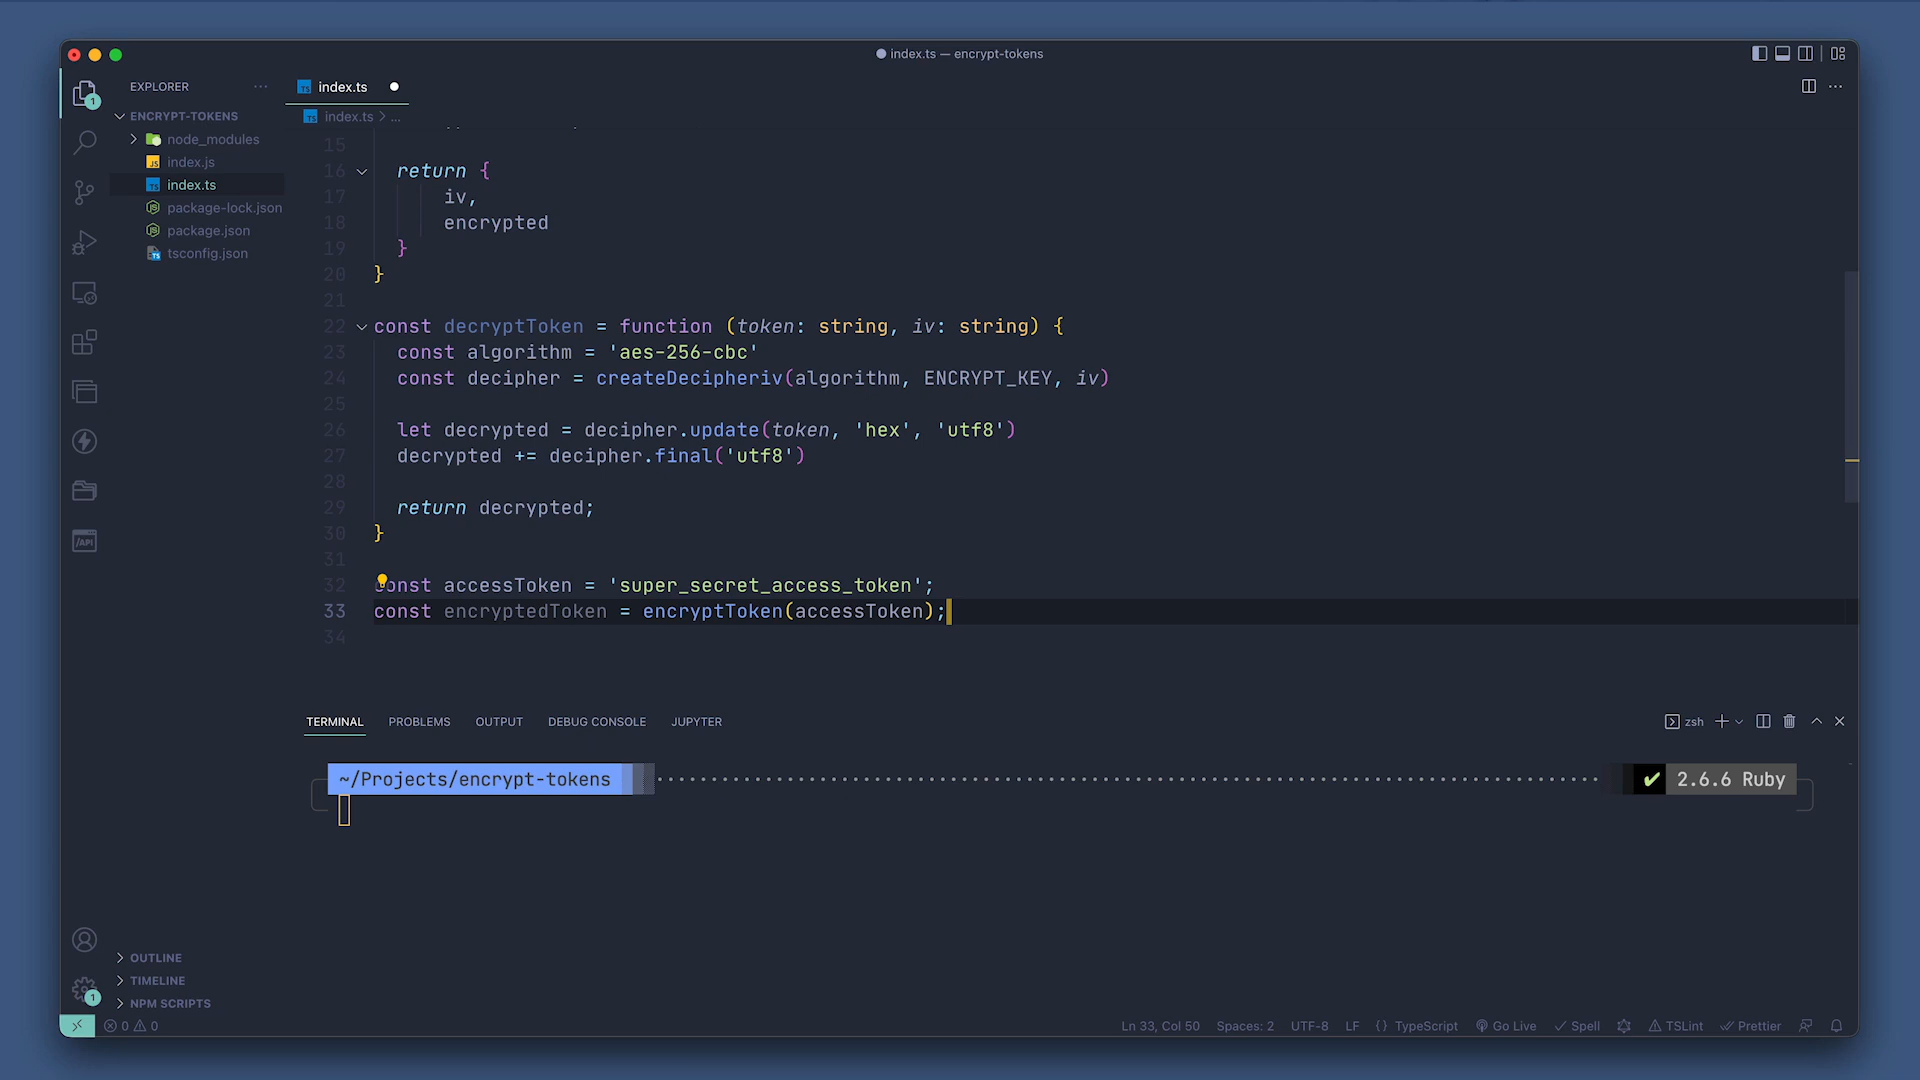 index.ts — encrypt-tokens
EXPLORER
index.ts
1
ENCRYPT-TOKENS
index.ts > ...
node_modules
index.js
index.ts
package-lock.json
package.json
tsconfig.json
15
16 return {
17 iv,
18 encrypted
19 }
20 }
21
22 const decryptToken = function (token: string, iv: string) {
23 const algorithm = 'aes-256-cbc'
24 const decipher = createDecipheriv(algorithm, ENCRYPT_KEY, iv)
25
26 let decrypted = decipher.update(token, 'hex', 'utf8')
27 decrypted += decipher.final('utf8')
28
29 return decrypted;
30 }
31
32 const accessToken = 'super_secret_access_token';
33 const encryptedToken = encryptToken(accessToken);
34
/API
TERMINAL PROBLEMS OUTPUT DEBUG CONSOLE JUPYTER
zsh
~/Projects/encrypt-tokens
✔ 2.6.6 Ruby
OUTLINE
TIMELINE
1
NPM SCRIPTS
0 0
Ln 33, Col 50 Spaces: 2 UTF-8 LF {} TypeScript Go Live Spell TSLint Prettier